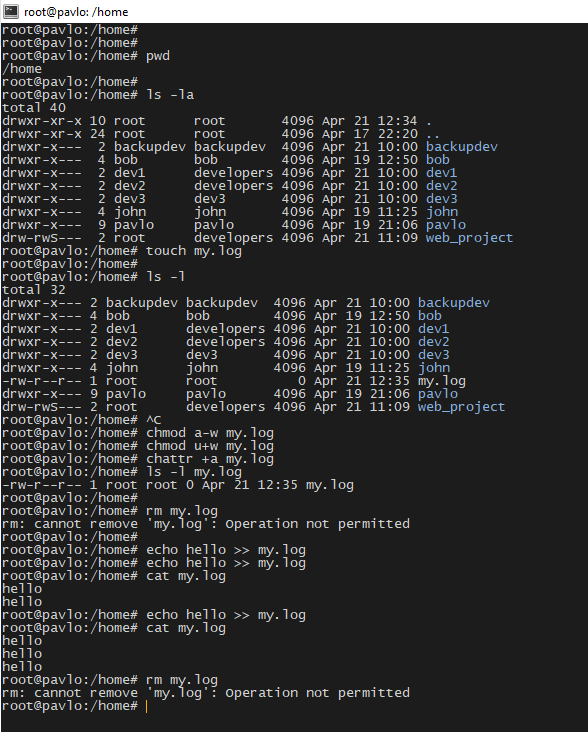 root@pavlo: /home
root@pavlo:/home#
root@pavlo:/home#
root@pavlo:/home# pwd
/home
root@pavlo:/home#
root@pavlo:/home# ls -la
total 40
drwxr-xr-x 10 root      root       4096 Apr 21 12:34 .
drwxr-xr-x 24 root      root       4096 Apr 17 22:20 ..
drwxr-x---  2 backupdev backupdev  4096 Apr 21 10:00 backupdev
drwxr-x---  4 bob       bob        4096 Apr 19 12:50 bob
drwxr-x---  2 dev1      developers 4096 Apr 21 10:00 dev1
drwxr-x---  2 dev2      developers 4096 Apr 21 10:00 dev2
drwxr-x---  2 dev3      dev3       4096 Apr 21 10:00 dev3
drwxr-x---  4 john      john       4096 Apr 19 11:25 john
drwxr-x---  9 pavlo     pavlo      4096 Apr 19 21:06 pavlo
drw-rwS---  2 root      developers 4096 Apr 21 11:09 web_project
root@pavlo:/home# touch my.log
root@pavlo:/home#
root@pavlo:/home# ls -l
total 32
drwxr-x--- 2 backupdev backupdev  4096 Apr 21 10:00 backupdev
drwxr-x--- 4 bob       bob        4096 Apr 19 12:50 bob
drwxr-x--- 2 dev1      developers 4096 Apr 21 10:00 dev1
drwxr-x--- 2 dev2      developers 4096 Apr 21 10:00 dev2
drwxr-x--- 2 dev3      dev3       4096 Apr 21 10:00 dev3
drwxr-x--- 4 john      john       4096 Apr 19 11:25 john
-rw-r--r-- 1 root      root          0 Apr 21 12:35 my.log
drwxr-x--- 9 pavlo     pavlo      4096 Apr 19 21:06 pavlo
drw-rwS--- 2 root      developers 4096 Apr 21 11:09 web_project
root@pavlo:/home# ^C
root@pavlo:/home# chmod a-w my.log
root@pavlo:/home# chmod u+w my.log
root@pavlo:/home# chattr +a my.log
root@pavlo:/home# ls -l my.log
-rw-r--r-- 1 root root 0 Apr 21 12:35 my.log
root@pavlo:/home#
root@pavlo:/home# rm my.log
rm: cannot remove 'my.log': Operation not permitted
root@pavlo:/home#
root@pavlo:/home# echo hello >> my.log
root@pavlo:/home# echo hello >> my.log
root@pavlo:/home# cat my.log
hello
hello
root@pavlo:/home# echo hello >> my.log
root@pavlo:/home# cat my.log
hello
hello
hello
root@pavlo:/home# rm my.log
rm: cannot remove 'my.log': Operation not permitted
root@pavlo:/home#